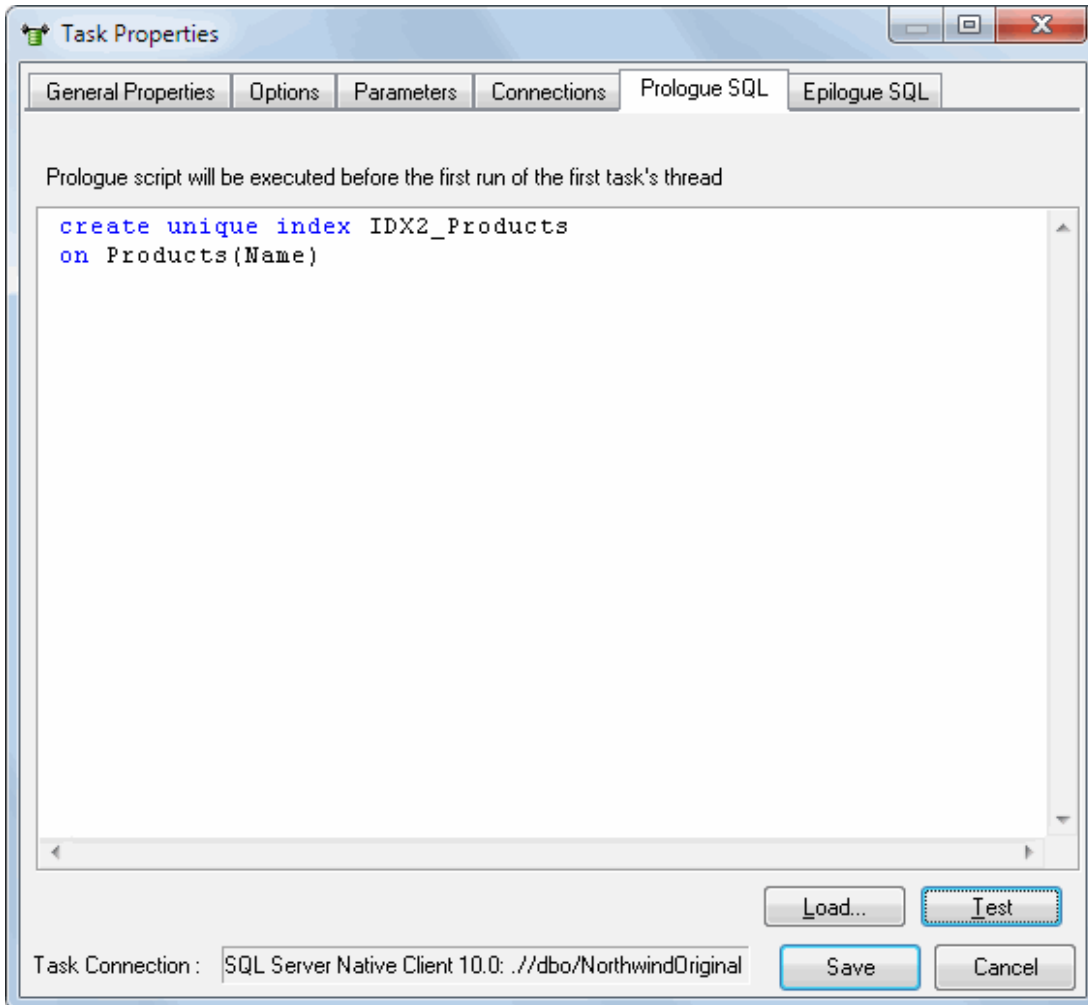 Task Properties
General Properties Options Parameters Connections Prologue SQL Epilogue SQL
Prologue script will be executed before the first run of the first task's thread
create unique index IDX2_Products
on Products(Name)
Load... Test
Task Connection : SQL Server Native Client 10.0: .//dbo/NorthwindOriginal Save Cancel